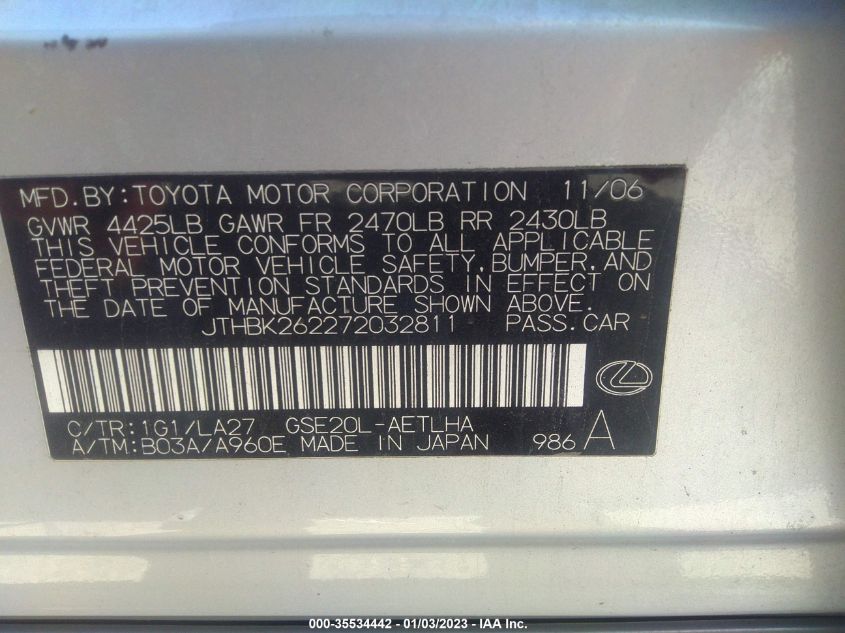 MFD.BY:TOYOTA MOTOR CORPORATION 11/06
GVWR 4425LB GAWR FR 2470LB RR 2430LB
THIS VEHICLE CONFORMS TO ALL APPLICABLE
FEDERAL MOTOR VEHICLE SAFETY,BUMPER,AND
THEFT PREVENTION STANDARDS IN EFFECT ON
THE DATE OF MANUFACTURE SHOWN ABOVE.
JTHBK262272032811 PASS.CAR
C/TR:1G1/LA27 GSE20L-AETLHA
A/TM:B03A/A960E MADE IN JAPAN 986 A
000-35534442 - 01/03/2023 - IAA Inc.